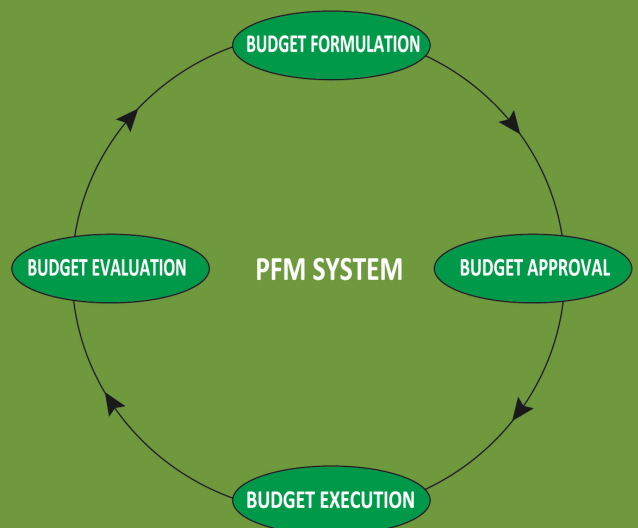 BUDGET FORMULATION
BUDGET EVALUATION
PFM SYSTEM
BUDGET APPROVAL
BUDGET EXECUTION